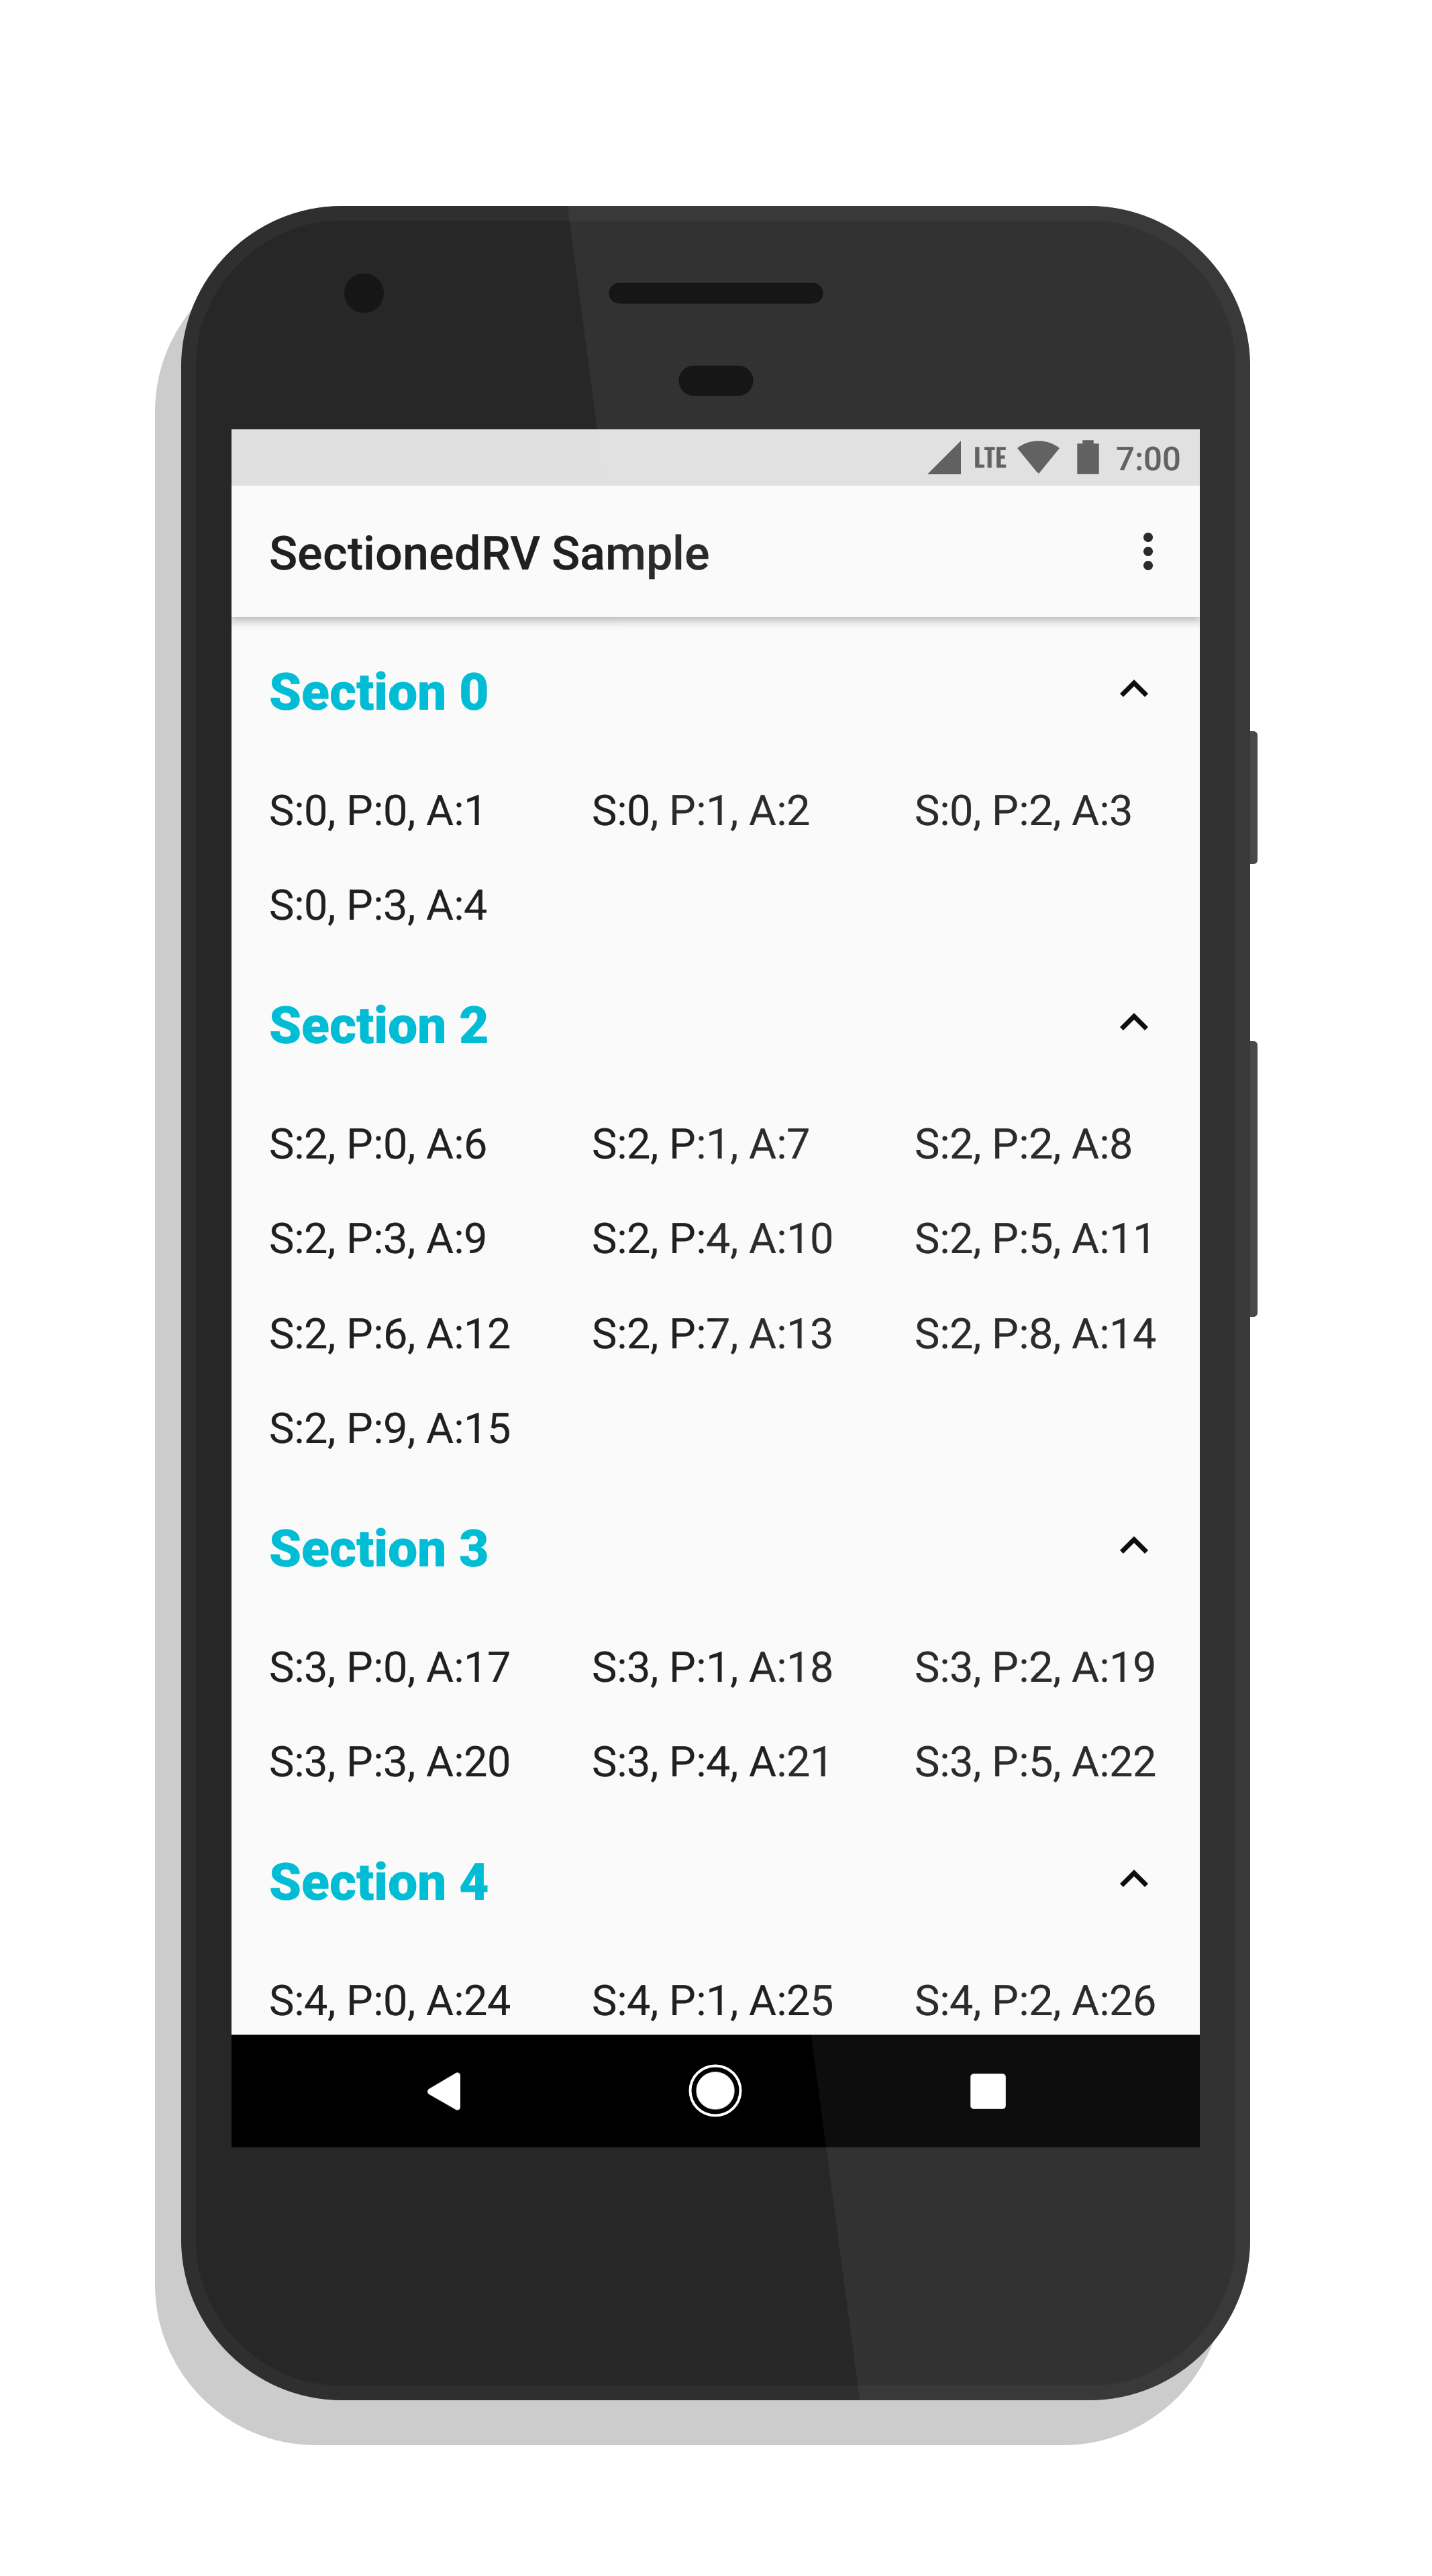 LTE 7:00
SectionedRV Sample
Section 0
S:0, P:0, A:1 S:0, P:1, A:2 S:0, P:2, A:3
S:0, P:3, A:4
Section 2
S:2, P:0, A:6 S:2, P:1, A:7 S:2, P:2, A:8
S:2, P:3, A:9 S:2, P:4, A:10 S:2, P:5, A:11
S:2, P:6, A:12 S:2, P:7, A:13 S:2, P:8, A:14
S:2, P:9, A:15
Section 3
S:3, P:0, A:17 S:3, P:1, A:18 S:3, P:2, A:19
S:3, P:3, A:20 S:3, P:4, A:21 S:3, P:5, A:22
Section 4
S:4, P:0, A:24 S:4, P:1, A:25 S:4, P:2, A:26